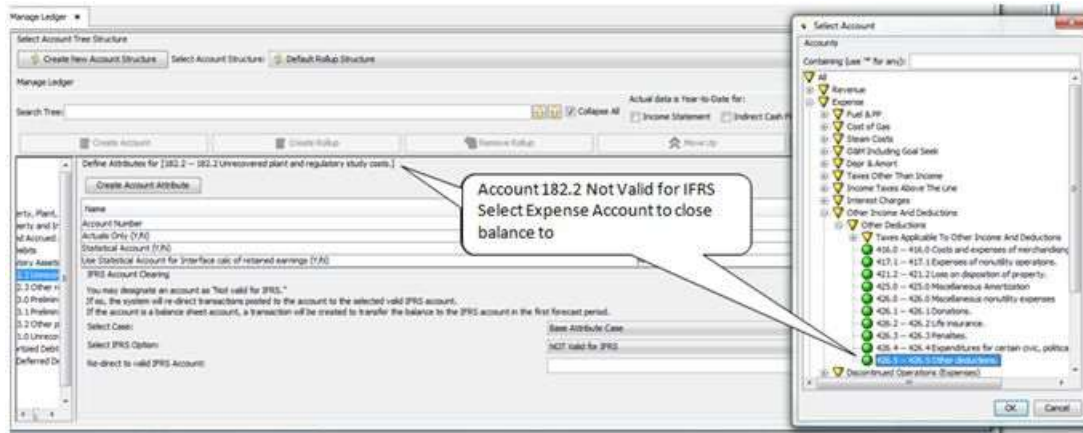 Manage Ledger
Select Account Tree Structure
Create New Account Structure Select Account Structure: Default Rollup Structure
Manage Ledger
Search Tree: Collapse All
Actual data is Year-to-Date for:
Income Statement Indirect Cash
Create Account Create Rollup Remove Rollup Move Up
Define Attributes for [182.2 -- 182.2 Unrecovered plant and regulatory study costs.]
Create Account Attribute
Name
Account Number
Actuals Only (Y/N)
Statistical Account (Y/N)
Use Statistical Account for Interface calc of retained earnings (Y/N)
IFRS Account Clearing
You may designate an account as "Not valid for IFRS."
If so, the system will re-direct transactions posted to the account to the selected valid IFRS account.
If the account is a balance sheet account, a transaction will be created to transfer the balance to the IFRS account in the first forecast period.
Select Case: Base Attribute Case
Select IFRS Option: NOT Valid for IFRS
Re-direct to valid IFRS Account:
Account 182.2 Not Valid for IFRS
Select Expense Account to close
balance to
Select Account
Accounts
Containing (use "*" for any):
All
Revenue
Expense
Fuel & PP
Cost of Gas
Steam Costs
O&M Including Goal Seek
Depr & Amort
Taxes Other Than Income
Income Taxes Above The Line
Interest Charges
Other Income And Deductions
Other Deductions
Taxes Applicable To Other Income And Deductions
416.0 -- 416.0 Costs and expenses of merchandising
417.1 -- 417.1 Expenses of nonutility operations.
421.2 -- 421.2 Loss on disposition of property.
425.0 -- 425.0 Miscellaneous Amortization
426.0 -- 426.0 Miscellaneous nonutility expenses
426.1 -- 426.1 Donations.
426.2 -- 426.2 Life insurance.
426.3 -- 426.3 Penalties.
426.4 -- 426.4 Expenditures for certain civic, politica
426.5 -- 426.5 Other deductions.
Discontinued Operations (Expenses)
OK Cancel